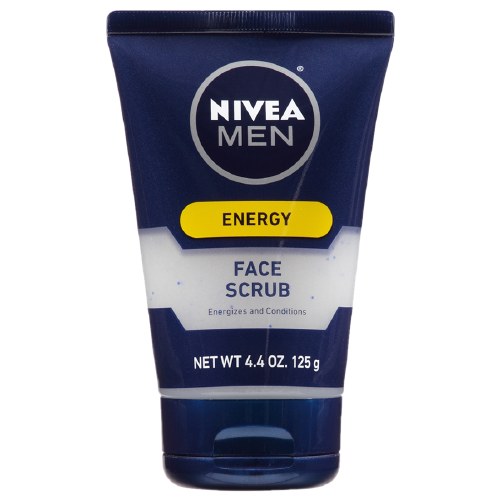 NIVEA®
MEN
ENERGY
FACE
SCRUB
Energizes and Conditions
NET WT 4.4 OZ. 125 g